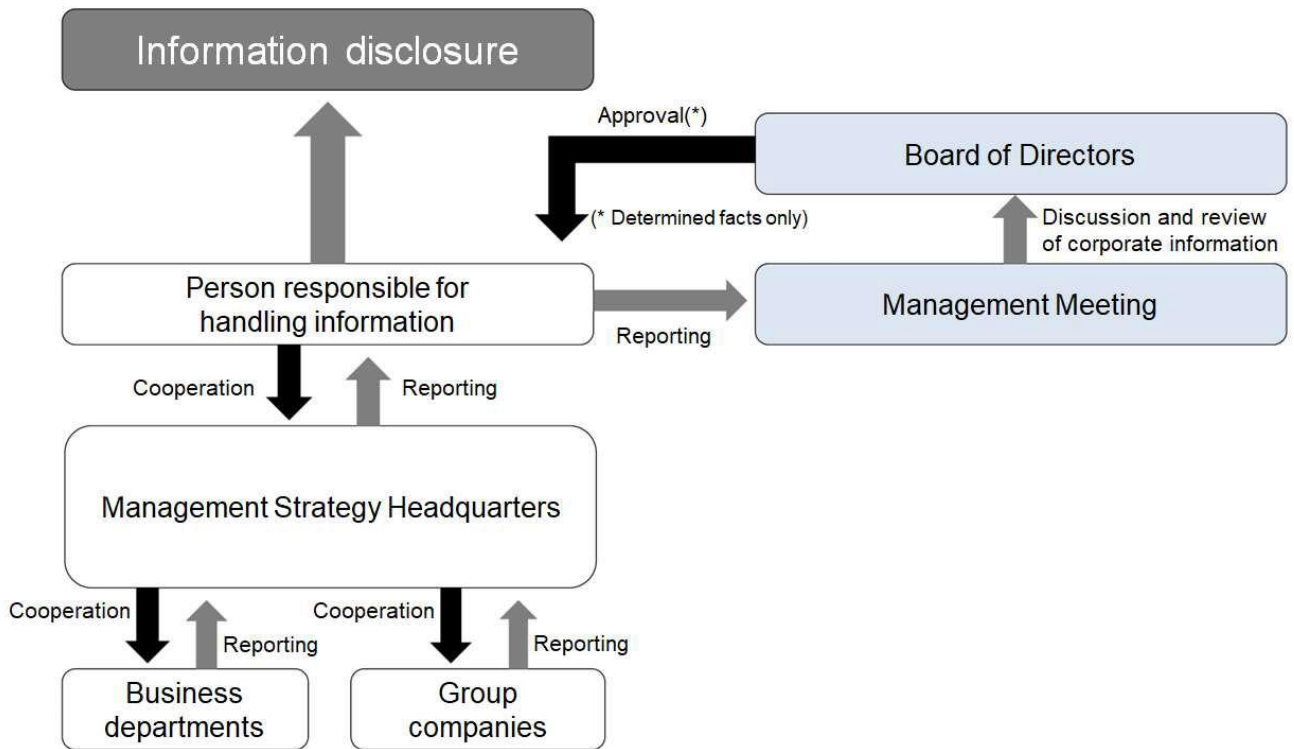 Information disclosure
Approval(*)
Board of Directors
(* Determined facts only)
Discussion and review
of corporate information
Person responsible for
handling information
Management Meeting
Reporting
Cooperation
Reporting
Management Strategy Headquarters
Cooperation
Reporting
Cooperation
Reporting
Business
departments
Group
companies